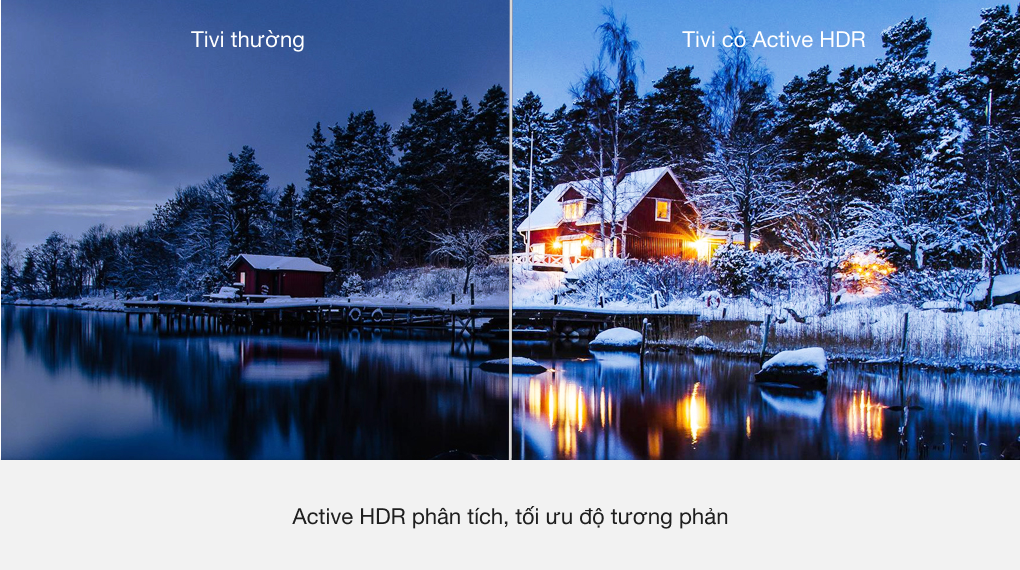 Tivi thường
Tivi có Active HDR
Active HDR phân tích, tối ưu độ tương phản